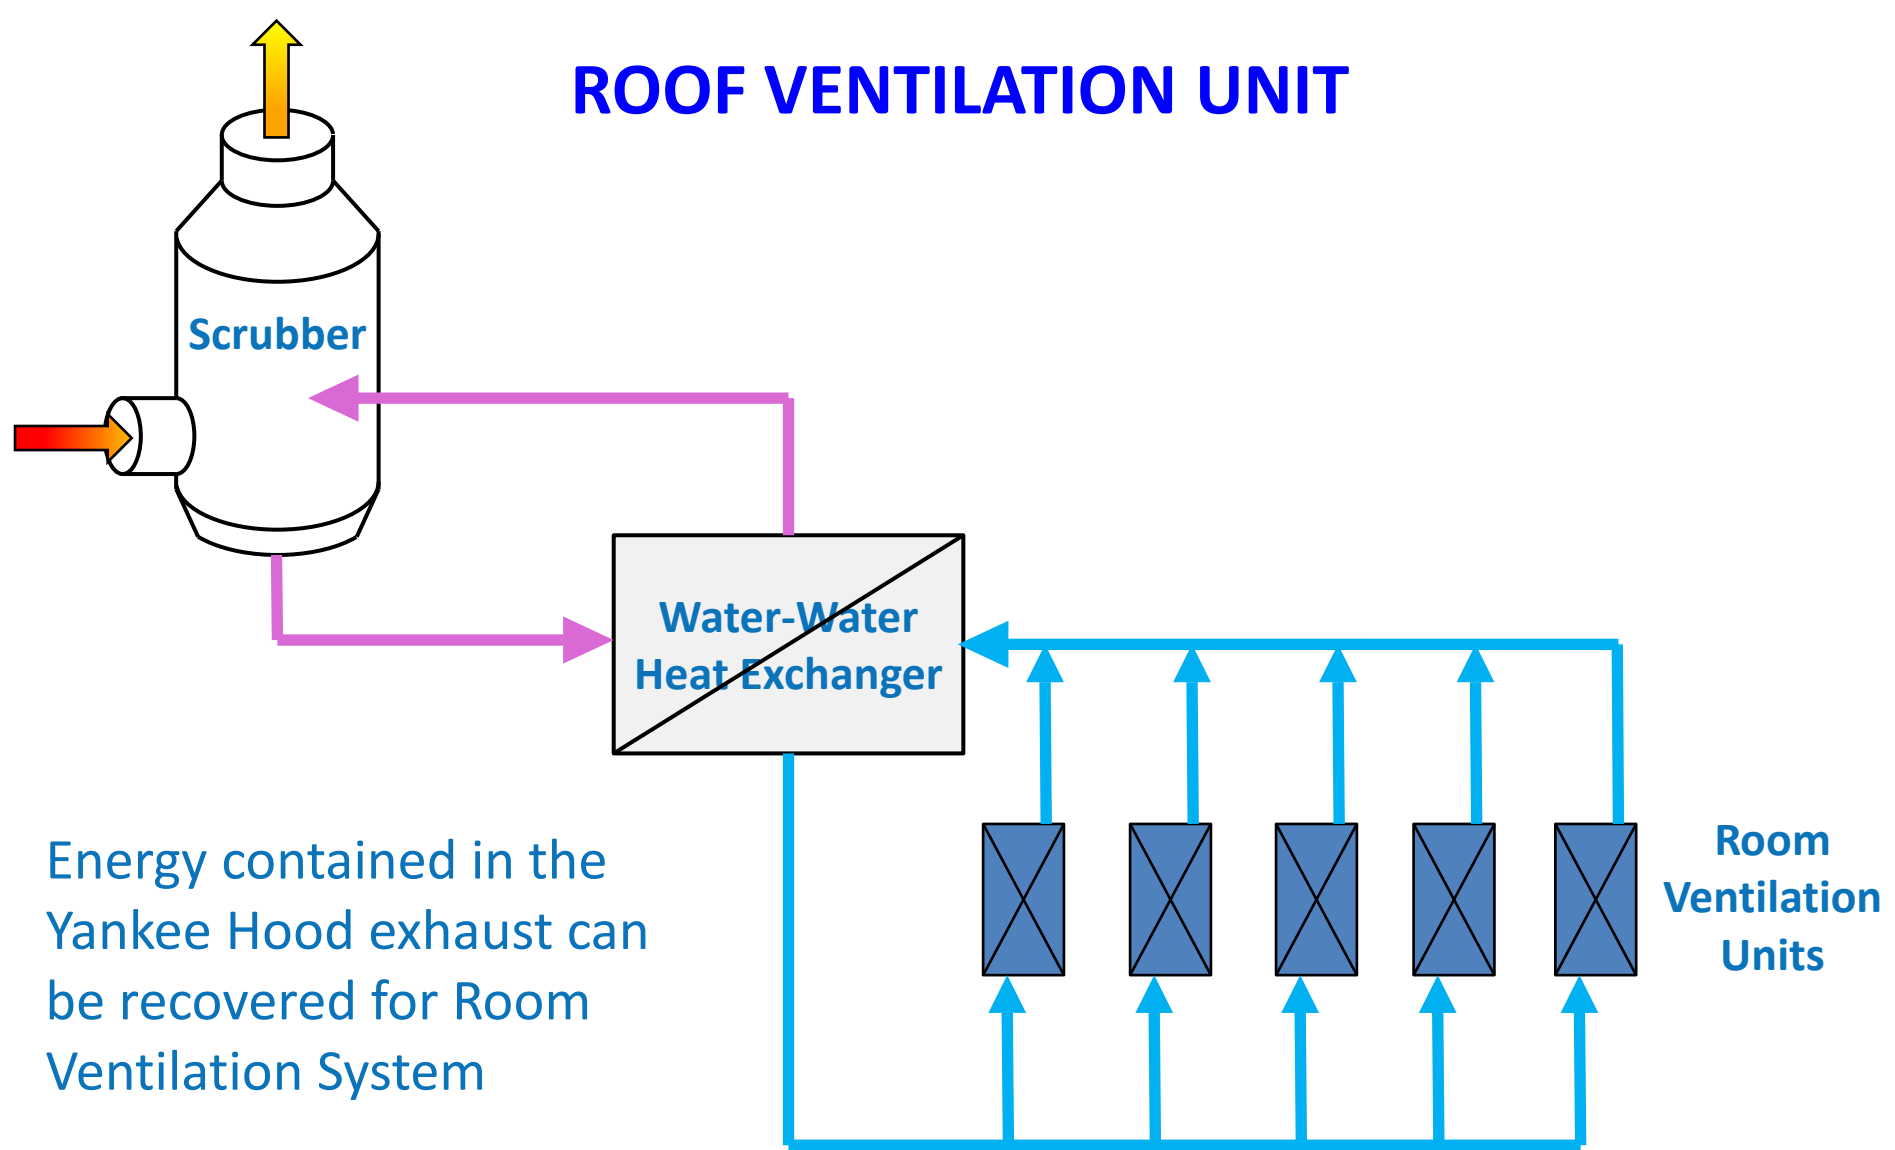 ROOF VENTILATION UNIT
Scrubber
Water-Water
Heat Exchanger
Energy contained in the
Yankee Hood exhaust can
be recovered for Room
Ventilation System
Room
Ventilation
Units